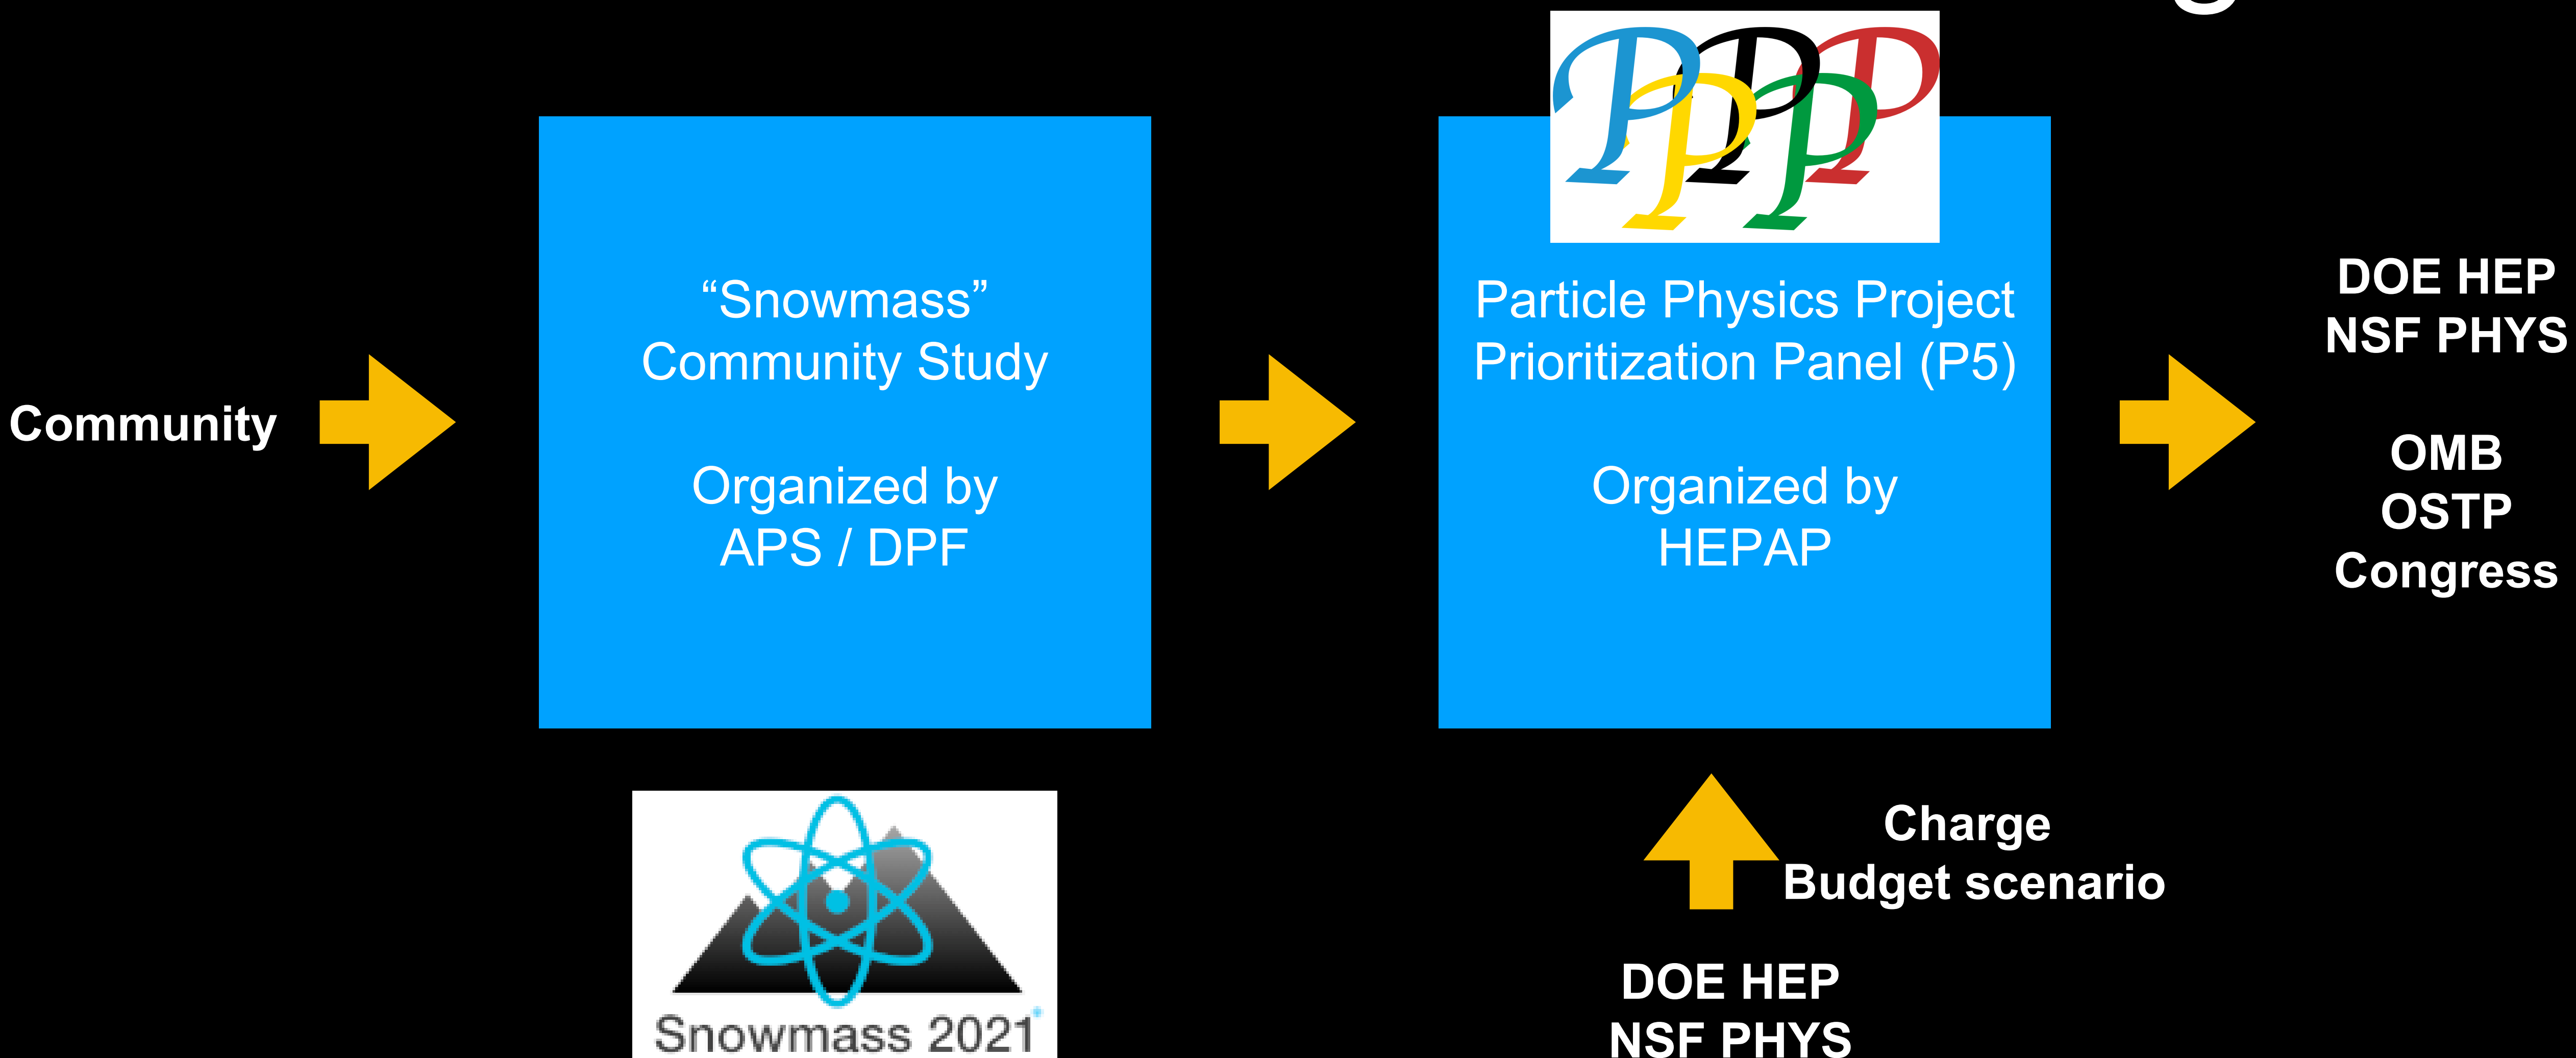 Community
“Snowmass”
Community Study
Organized by
APS / DPF
Snowmass 2021
PPPPP
Particle Physics Project
Prioritization Panel (P5)
Organized by
HEPAP
Charge
Budget scenario
DOE HEP
NSF PHYS
DOE HEP
NSF PHYS
OMB
OSTP
Congress